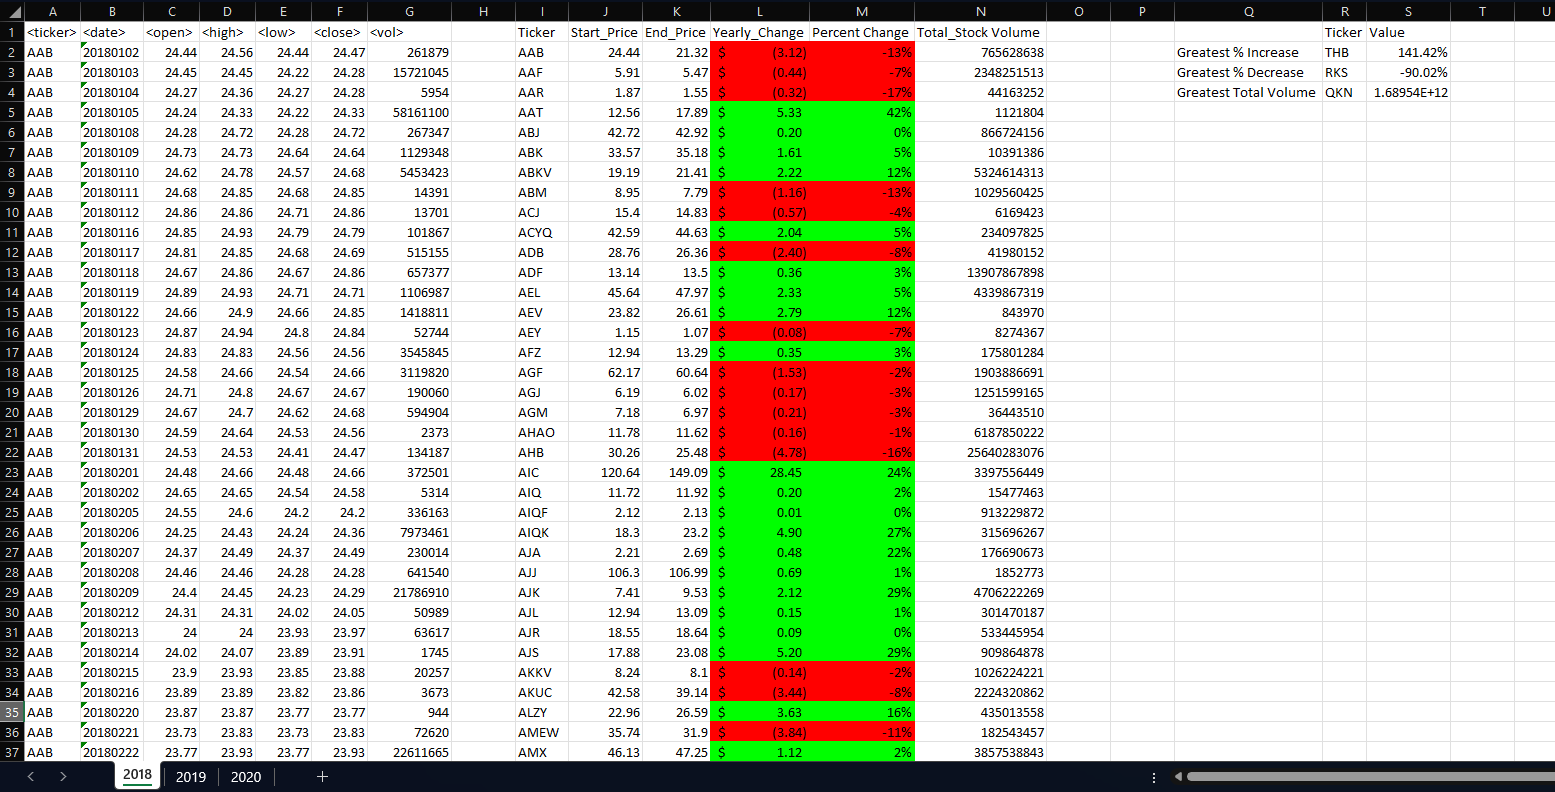 A B C D E F G H I J K L M N O P Q R S T U
1 <ticker> <date> <open> <high> <low> <close> <vol> Ticker Start_Price End_Price Yearly_Change Percent Change Total_Stock Volume Ticker Value
2 AAB 20180102 24.44 24.56 24.44 24.47 261879 AAB 24.44 21.32 $ (3.12) -13% 765628638 Greatest % Increase THB 141.42%
3 AAB 20180103 24.45 24.45 24.22 24.28 15721045 AAF 5.91 5.47 $ (0.44) -7% 2348251513 Greatest % Decrease RKS -90.02%
4 AAB 20180104 24.27 24.36 24.27 24.28 5954 AAR 1.87 1.55 $ (0.32) -17% 44163252 Greatest Total Volume QKN 1.68954E+12
5 AAB 20180105 24.24 24.33 24.22 24.33 58161100 AAT 12.56 17.89 $ 5.33 42% 1121804
6 AAB 20180108 24.28 24.72 24.28 24.72 267347 ABJ 42.72 42.92 $ 0.20 0% 866724156
7 AAB 20180109 24.73 24.73 24.64 24.64 1129348 ABK 33.57 35.18 $ 1.61 5% 10391386
8 AAB 20180110 24.62 24.78 24.57 24.68 5453423 ABKV 19.19 21.41 $ 2.22 12% 5324614313
9 AAB 20180111 24.68 24.85 24.68 24.85 14391 ABM 8.95 7.79 $ (1.16) -13% 1029560425
10 AAB 20180112 24.86 24.86 24.71 24.86 13701 ACJ 15.4 14.83 $ (0.57) -4% 6169423
11 AAB 20180116 24.85 24.93 24.79 24.79 101867 ACYQ 42.59 44.63 $ 2.04 5% 234097825
12 AAB 20180117 24.81 24.85 24.68 24.69 515155 ADB 28.76 26.36 $ (2.40) -8% 41980152
13 AAB 20180118 24.67 24.86 24.67 24.86 657377 ADF 13.14 13.5 $ 0.36 3% 13907867898
14 AAB 20180119 24.89 24.93 24.71 24.71 1106987 AEL 45.64 47.97 $ 2.33 5% 4339867319
15 AAB 20180122 24.66 24.9 24.66 24.85 1418811 AEV 23.82 26.61 $ 2.79 12% 843970
16 AAB 20180123 24.87 24.94 24.8 24.84 52744 AEY 1.15 1.07 $ (0.08) -7% 8274367
17 AAB 20180124 24.83 24.83 24.56 24.56 3545845 AFZ 12.94 13.29 $ 0.35 3% 175801284
18 AAB 20180125 24.58 24.66 24.54 24.66 3119820 AGF 62.17 60.64 $ (1.53) -2% 1903886691
19 AAB 20180126 24.71 24.8 24.67 24.67 190060 AGJ 6.19 6.02 $ (0.17) -3% 1251599165
20 AAB 20180129 24.67 24.7 24.62 24.68 594904 AGM 7.18 6.97 $ (0.21) -3% 36443510
21 AAB 20180130 24.59 24.64 24.53 24.56 2373 AHAO 11.78 11.62 $ (0.16) -1% 6187850222
22 AAB 20180131 24.53 24.53 24.41 24.47 134187 AHB 30.26 25.48 $ (4.78) -16% 25640283076
23 AAB 20180201 24.48 24.66 24.48 24.66 372501 AIC 120.64 149.09 $ 28.45 24% 3397556449
24 AAB 20180202 24.65 24.65 24.54 24.58 5314 AIQ 11.72 11.92 $ 0.20 2% 15477463
25 AAB 20180205 24.55 24.6 24.2 24.2 336163 AIQF 2.12 2.13 $ 0.01 0% 913229872
26 AAB 20180206 24.25 24.43 24.24 24.36 7973461 AIQK 18.3 23.2 $ 4.90 27% 315696267
27 AAB 20180207 24.37 24.49 24.37 24.49 230014 AJA 2.21 2.69 $ 0.48 22% 176690673
28 AAB 20180208 24.46 24.46 24.28 24.28 641540 AJJ 106.3 106.99 $ 0.69 1% 1852773
29 AAB 20180209 24.4 24.45 24.23 24.29 21786910 AJK 7.41 9.53 $ 2.12 29% 4706222269
30 AAB 20180212 24.31 24.31 24.02 24.05 50989 AJL 12.94 13.09 $ 0.15 1% 301470187
31 AAB 20180213 24 24 23.93 23.97 63617 AJR 18.55 18.64 $ 0.09 0% 533445954
32 AAB 20180214 24.02 24.07 23.89 23.91 1745 AJS 17.88 23.08 $ 5.20 29% 909864878
33 AAB 20180215 23.9 23.93 23.85 23.88 20257 AKKV 8.24 8.1 $ (0.14) -2% 1026224221
34 AAB 20180216 23.89 23.89 23.82 23.86 3673 AKUC 42.58 39.14 $ (3.44) -8% 2224320862
35 AAB 20180220 23.87 23.87 23.77 23.77 944 ALZY 22.96 26.59 $ 3.63 16% 435013558
36 AAB 20180221 23.73 23.83 23.73 23.83 72620 AMEW 35.74 31.9 $ (3.84) -11% 182543457
37 AAB 20180222 23.77 23.93 23.77 23.93 22611665 AMX 46.13 47.25 $ 1.12 2% 3857538843
2018 2019 2020